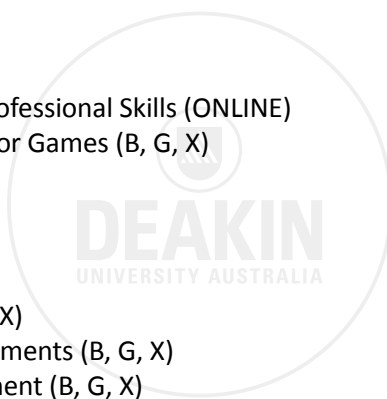 ofessional Skills (ONLINE)
or Games (B, G, X)
DEAKIN
UNIVERSITY AUSTRALIA
X)
ments (B, G, X)
ent (B, G, X)